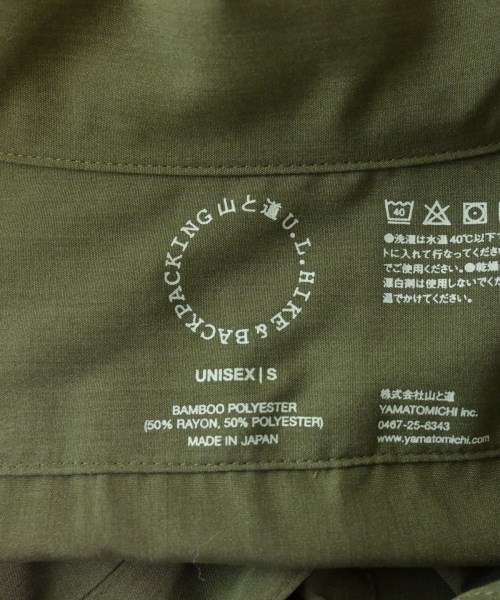 山と道 U.L.HIKE & BACKPACKING
UNISEX | S
BAMBOO POLYESTER
(50% RAYON, 50% POLYESTER)
MADE IN JAPAN
40
●洗濯は水温40℃以下で
トに入れて行なってくださ
でご使用ください。●乾燥
漂白剤は使用しないでくだ
温でかけてください。
株式会社山と道
YAMATOMICHI Inc.
0467-25-6343
www.yamatomichi.com